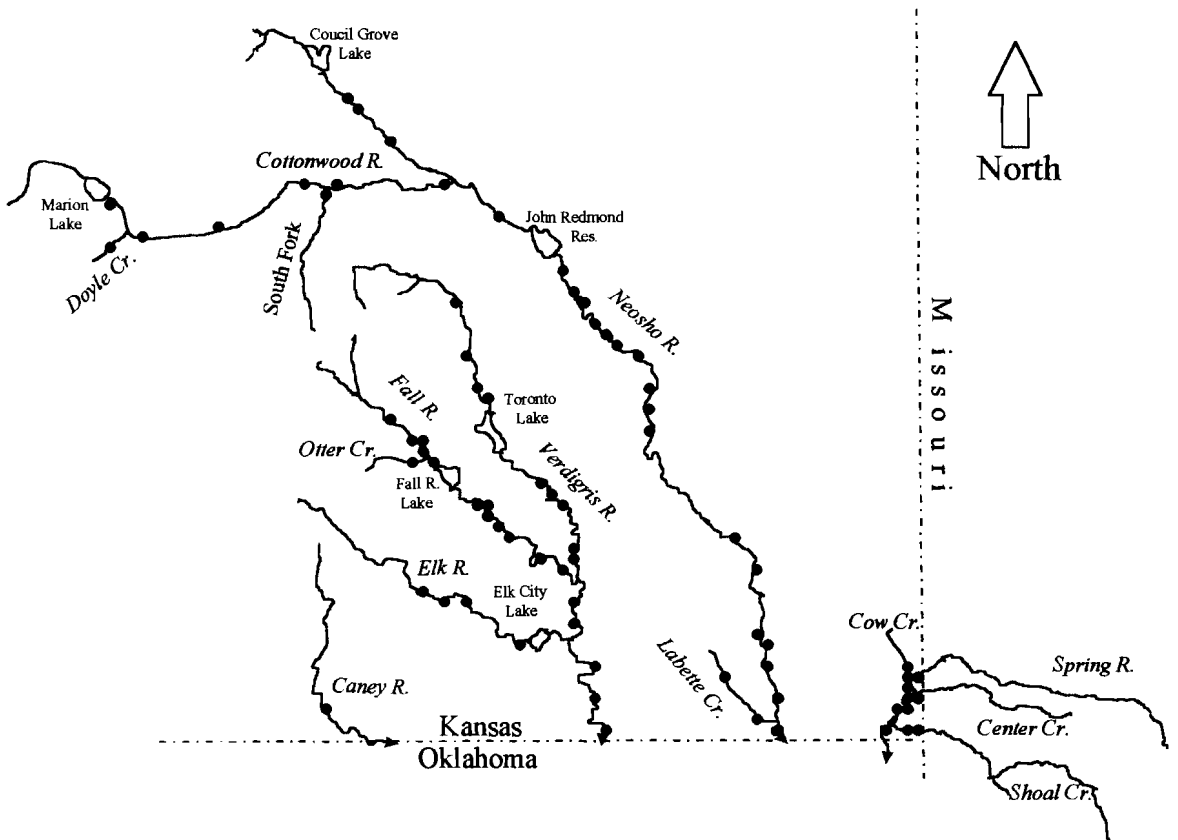 Coucil Grove
Lake
Cottonwood R.
North
Marion
Lake
John Redmond
Res.
Doyle Cr.
South Fork
Neosho R.
Missouri
Fall R.
Toronto
Lake
Otter Cr.
Verdigris R.
Fall R.
Lake
Elk R.
Elk City
Lake
Cow Cr.
Labette Cr.
Spring R.
Caney R.
Center Cr.
Kansas
Oklahoma
Shoal Cr.